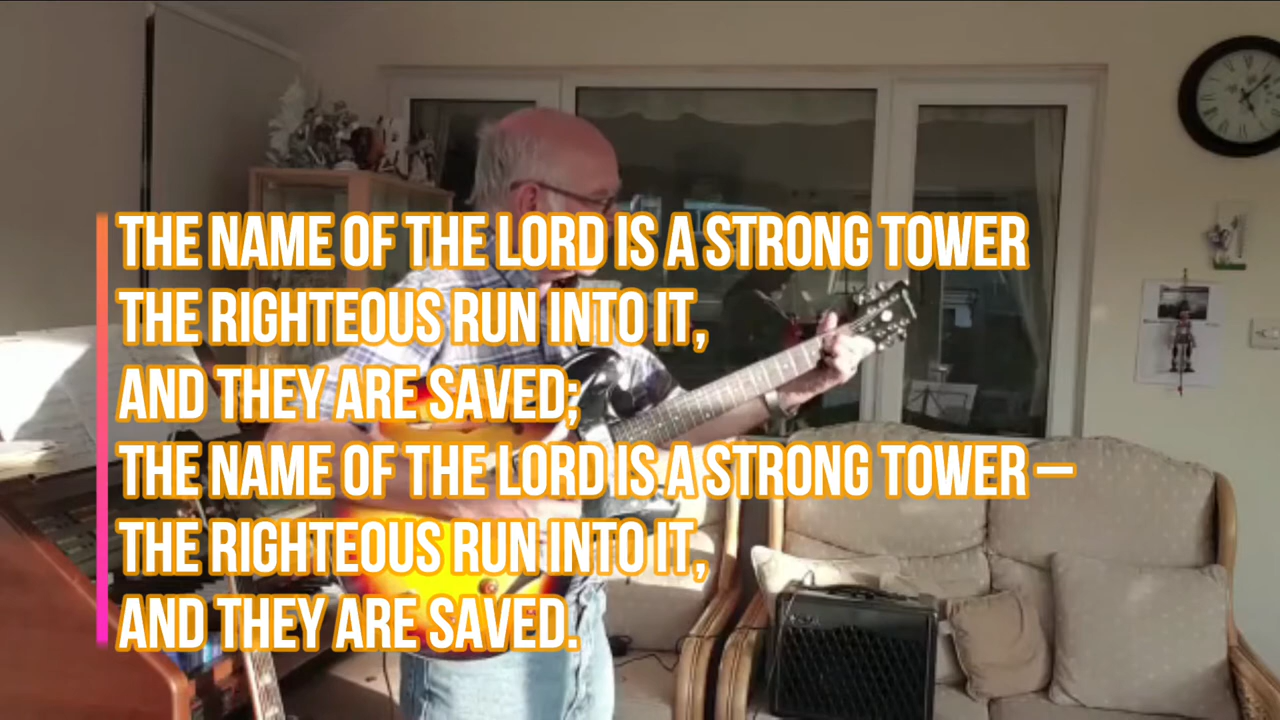 THE NAME OF THE LORD IS A STRONG TOWER
THE RIGHTEOUS RUN INTO IT,
AND THEY ARE SAVED;
THE NAME OF THE LORD IS A STRONG TOWER –
THE RIGHTEOUS RUN INTO IT,
AND THEY ARE SAVED.